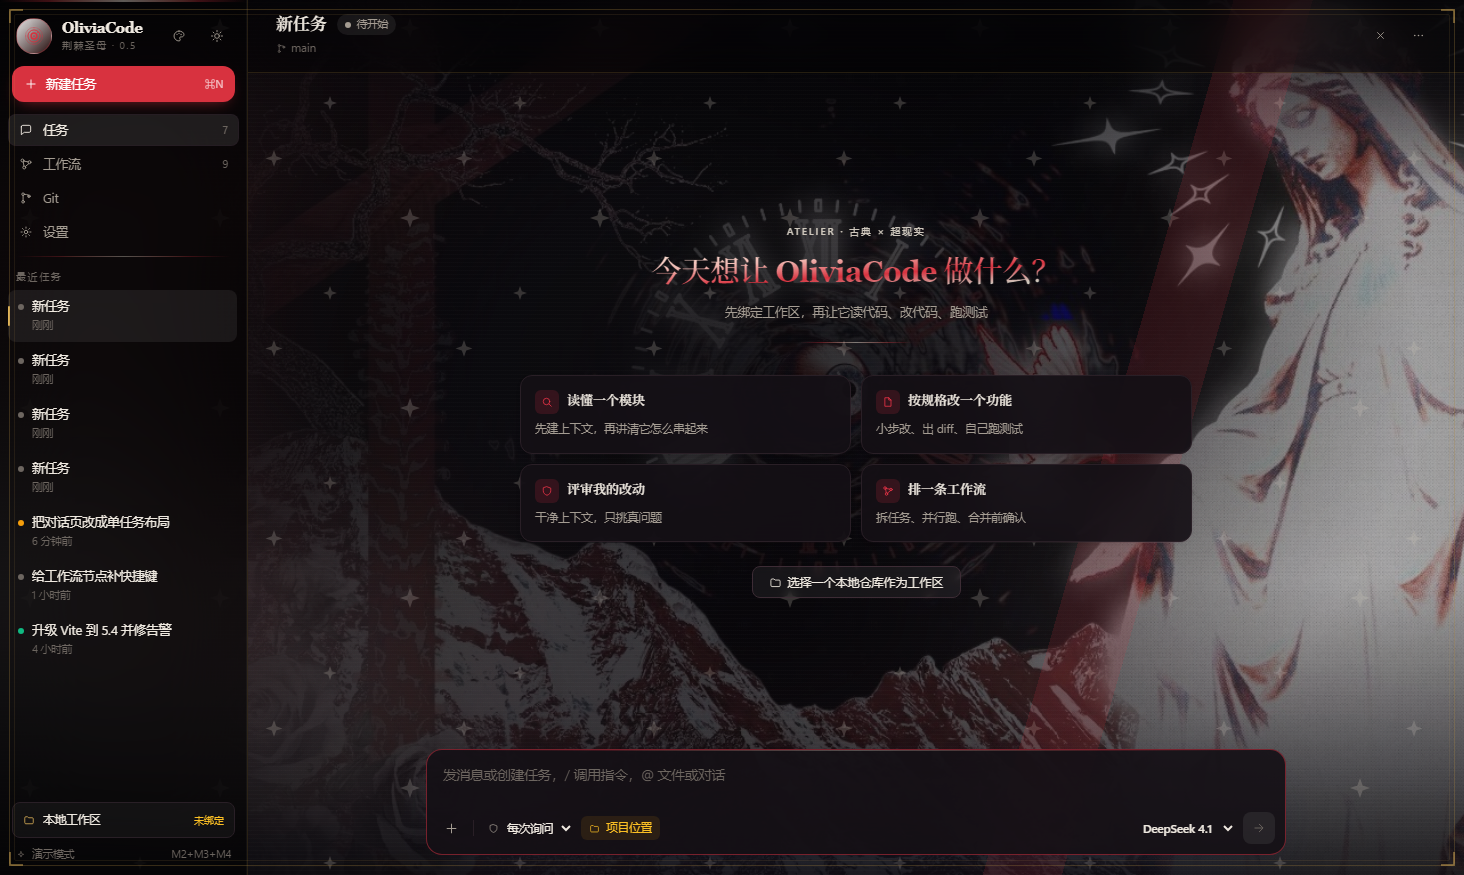 OliviaCode
荆棘圣母 · 0.5
新建任务 ⌘N
任务 7
工作流 9
Git
设置
最近任务
新任务
刚刚
新任务
刚刚
新任务
刚刚
新任务
刚刚
把对话页改成单任务布局
6 分钟前
给工作流节点补快捷键
1 小时前
升级 Vite 到 5.4 并修告警
4 小时前
本地工作区 未绑定
演示模式 M2+M3+M4
新任务 待开始
main
ATELIER · 古典 × 超现实
今天想让 OliviaCode 做什么?
先绑定工作区，再让它读代码、改代码、跑测试
读懂一个模块
先建上下文，再讲清它怎么串起来
按规格改一个功能
小步改、出 diff、自己跑测试
评审我的改动
干净上下文，只挑真问题
排一条工作流
拆任务、并行跑、合并前确认
选择一个本地仓库作为工作区
发消息或创建任务，/ 调用指令，@ 文件或对话
每次询问 项目位置 DeepSeek 4.1